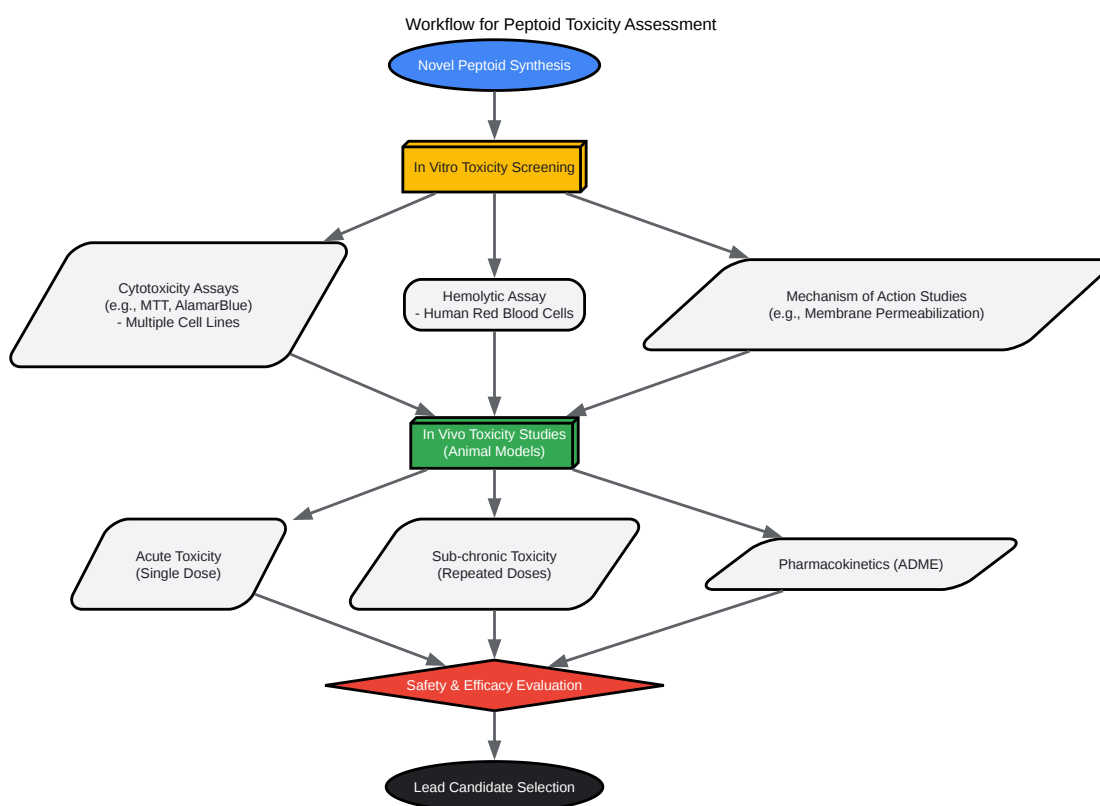 Workflow for Peptoid Toxicity Assessment
Novel Peptoid Synthesis
In Vitro Toxicity Screening
Cytotoxicity Assays
(e.g., MTT, AlamarBlue)
- Multiple Cell Lines
Hemolytic Assay
- Human Red Blood Cells
Mechanism of Action Studies
(e.g., Membrane Permeabilization)
In Vivo Toxicity Studies
(Animal Models)
Acute Toxicity
(Single Dose)
Sub-chronic Toxicity
(Repeated Doses)
Pharmacokinetics (ADME)
Safety & Efficacy Evaluation
Lead Candidate Selection